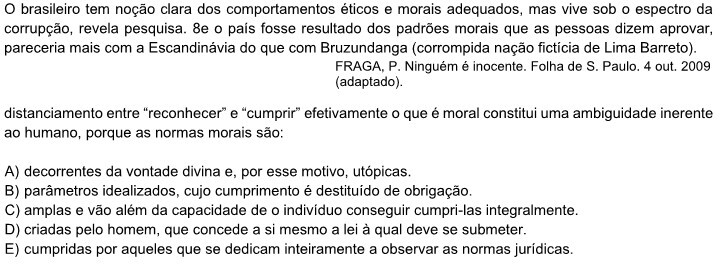 O brasileiro tem noção clara dos comportamentos éticos e morais adequados, mas vive sob o espectro da
corrupção, revela pesquisa. 8e o país fosse resultado dos padrões morais que as pessoas dizem aprovar,
pareceria mais com a Escandinávia do que com Bruzundanga (corrompida nação fictícia de Lima Barreto).
FRAGA, P. Ninguém é inocente. Folha de S. Paulo. 4 out. 2009
(adaptado).
distanciamento entre “reconhecer” e “cumprir” efetivamente o que é moral constitui uma ambiguidade inerente
ao humano, porque as normas morais são:
A) decorrentes da vontade divina e, por esse motivo, utópicas.
B) parâmetros idealizados, cujo cumprimento é destituído de obrigação.
C) amplas e vão além da capacidade de o indivíduo conseguir cumpri-las integralmente.
D) criadas pelo homem, que concede a si mesmo a lei à qual deve se submeter.
E) cumpridas por aqueles que se dedicam inteiramente a observar as normas jurídicas.